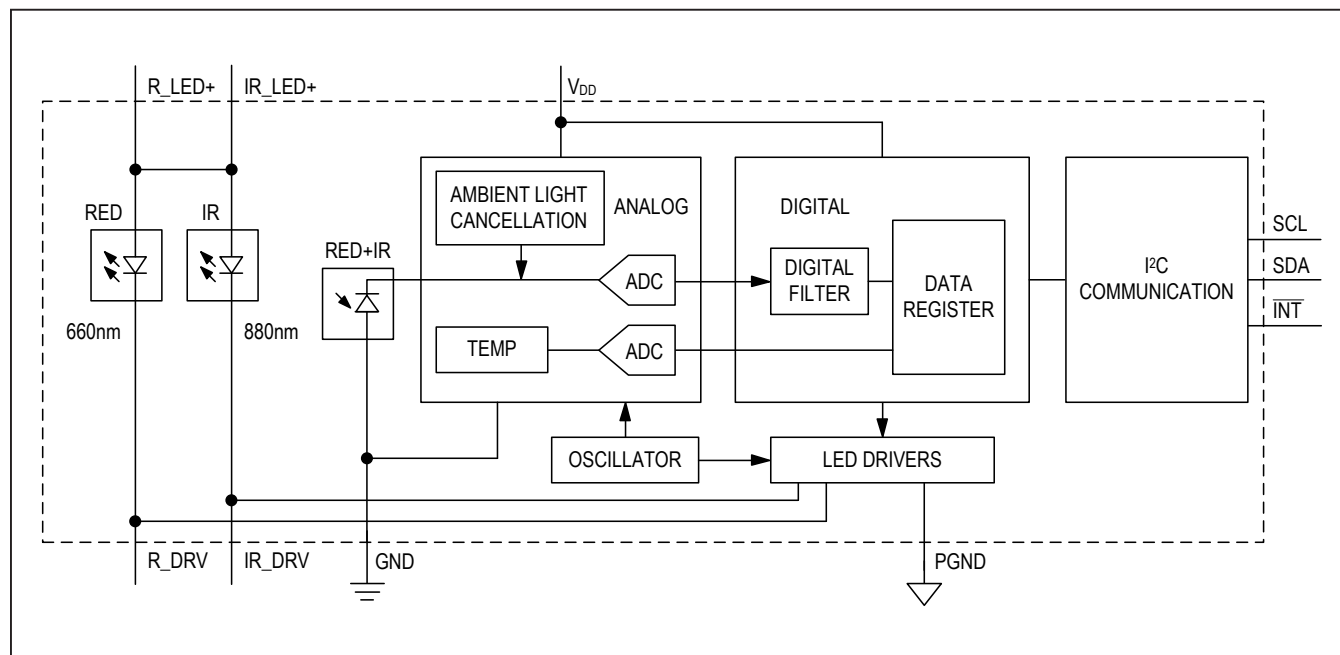 R_LED+
IR_LED+
VDD
RED
IR
660nm
880nm
RED+IR
AMBIENT LIGHT
CANCELLATION
ANALOG
ADC
TEMP
ADC
DIGITAL
DIGITAL
FILTER
DATA
REGISTER
I²C
COMMUNICATION
SCL
SDA
INT
OSCILLATOR
LED DRIVERS
R_DRV
IR_DRV
GND
PGND